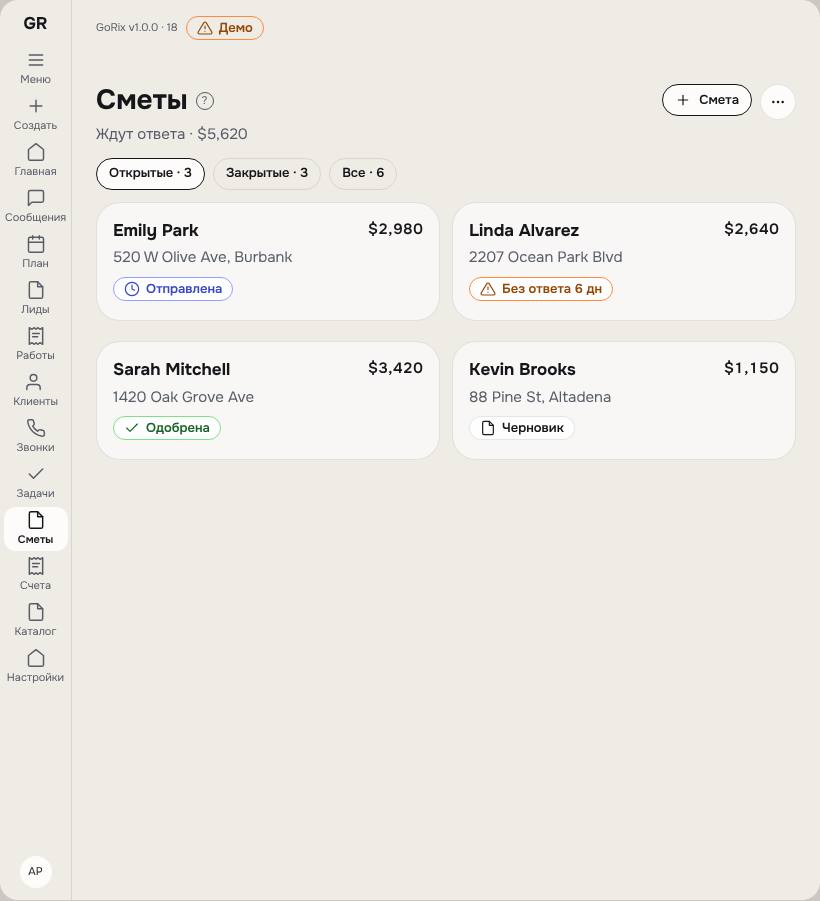 GR
Меню
Создать
Главная
Сообщения
План
Лиды
Работы
Клиенты
Звонки
Задачи
Сметы
Счета
Каталог
Настройки
AP
GoRix v1.0.0 · 18
Демо
Сметы ?
Ждут ответа · $5,620
+ Смета
...
Открытые · 3 Закрытые · 3 Все · 6
Emily Park $2,980
520 W Olive Ave, Burbank
Отправлена
Linda Alvarez $2,640
2207 Ocean Park Blvd
Без ответа 6 дн
Sarah Mitchell $3,420
1420 Oak Grove Ave
Одобрена
Kevin Brooks $1,150
88 Pine St, Altadena
Черновик